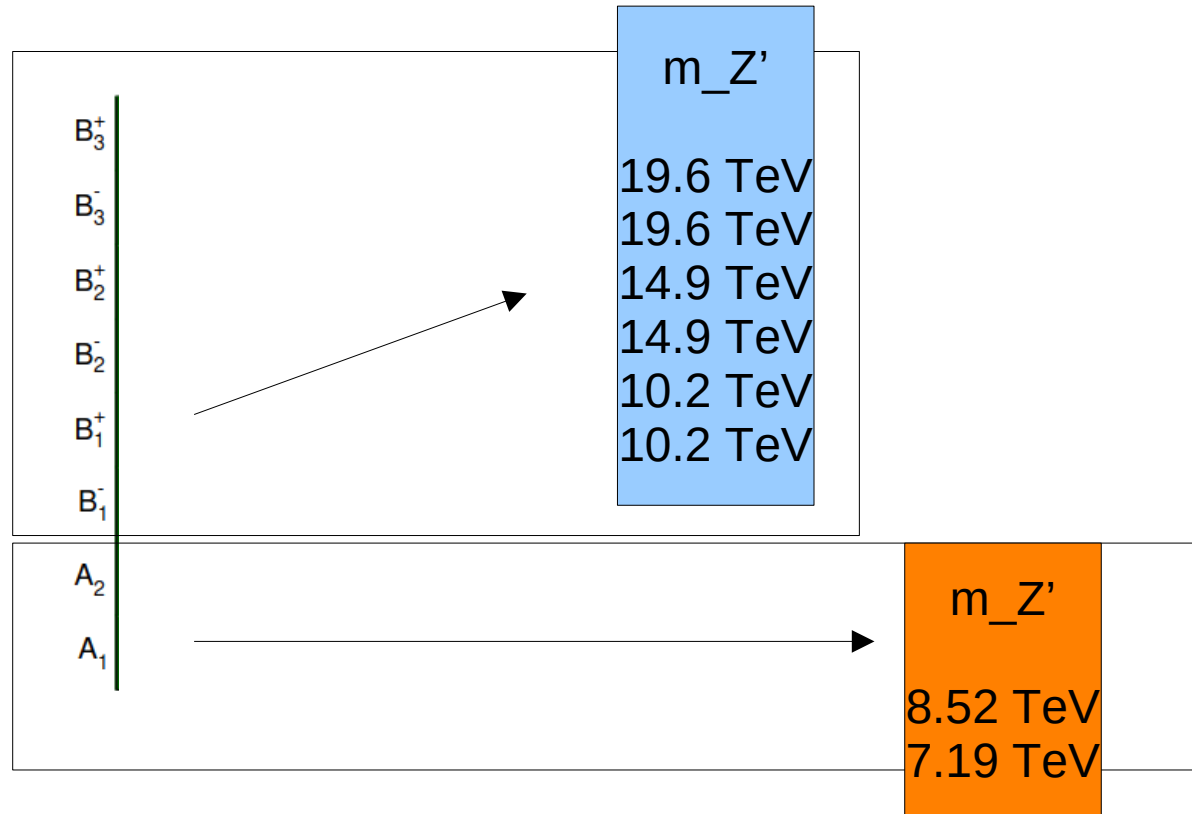 m_Z’
B₃⁺
B₃⁻
B₂⁺
B₂⁻
B₁⁺
B₁⁻
19.6 TeV
19.6 TeV
14.9 TeV
14.9 TeV
10.2 TeV
10.2 TeV
A₂
A₁
m_Z’
8.52 TeV
7.19 TeV